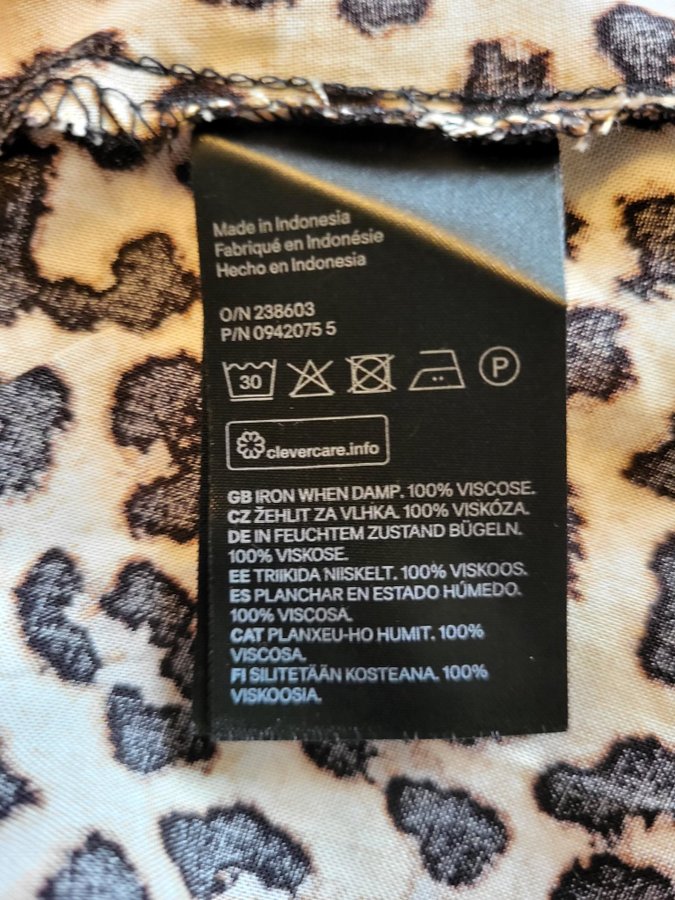 Made in Indonesia
Fabriqué en Indonésie
Hecho en Indonesia
O/N 238603
P/N 0942075 5
30
P
clevercare.info
GB IRON WHEN DAMP. 100% VISCOSE.
CZ ŽEHLIT ZA VLHKA. 100% VISKÓZA.
DE IN FEUCHTEM ZUSTAND BÜGELN.
100% VISKOSE.
EE TRIIKIDA NIISKELT. 100% VISKOOS.
ES PLANCHAR EN ESTADO HÚMEDO.
100% VISCOSA.
CAT PLANXEU-HO HUMIT. 100%
VISCOSA.
FI SILITETÄÄN KOSTEANA. 100%
VISKOOSIA.